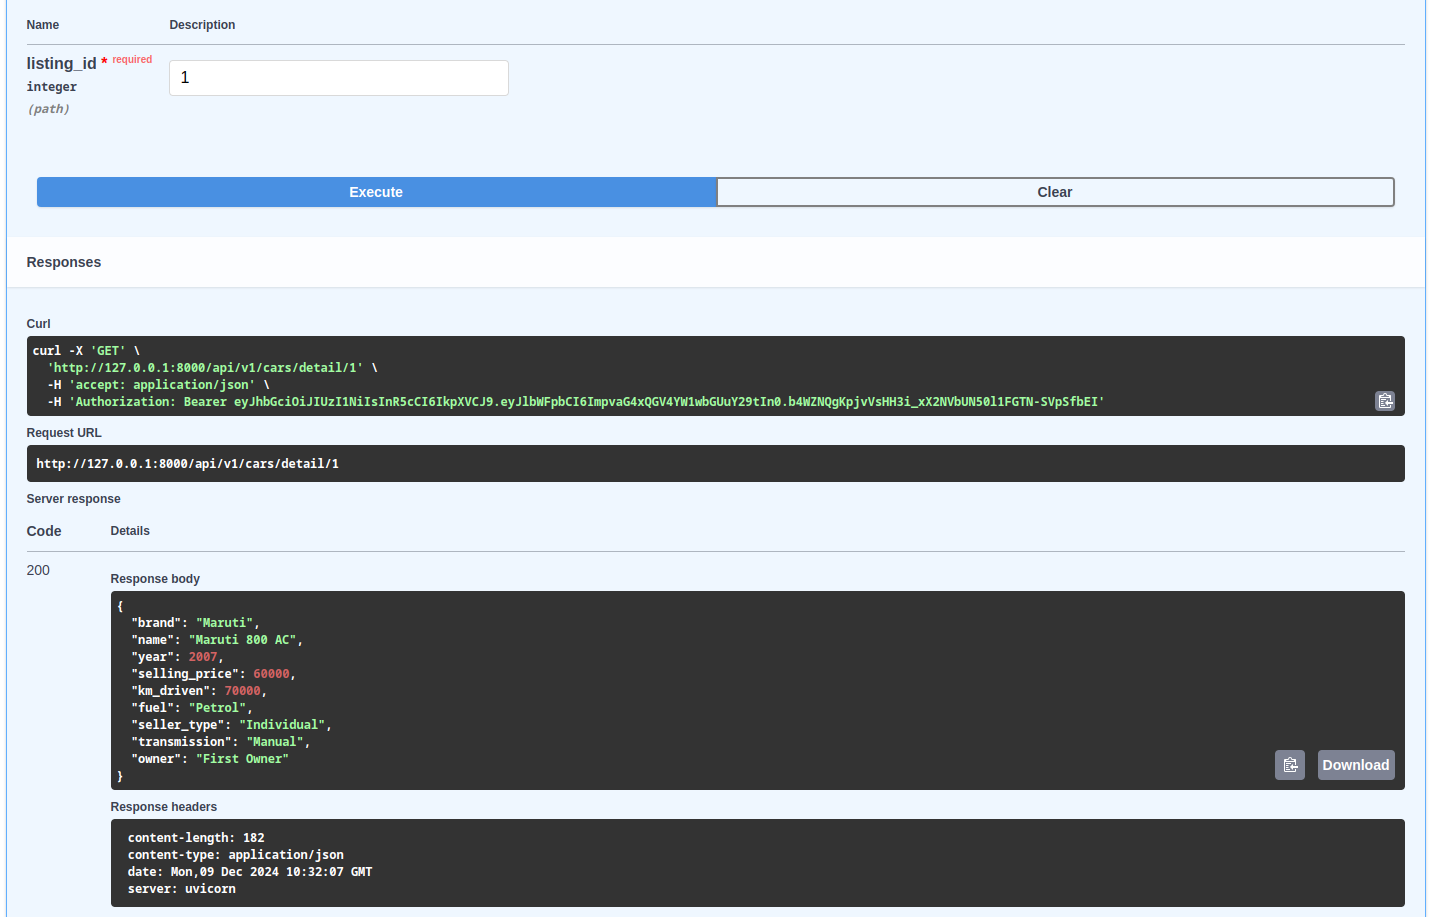 Name Description
listing_id * required
integer
(path)
1
Execute Clear
Responses
Curl
curl -X 'GET' \
'http://127.0.0.1:8000/api/v1/cars/detail/1' \
-H 'accept: application/json' \
-H 'Authorization: Bearer eyJhbGciOiJIUzI1NiIsInR5cCI6IkpXVCJ9.eyJlbWFpbCI6ImpvaG4xQGV4YW1wbGUuY29tIn0.b4WZNQgKpjvVsHH3i_xX2NVbUN50l1FGTN-SVpSfbEI'
Request URL
http://127.0.0.1:8000/api/v1/cars/detail/1
Server response
Code Details
200
Response body
{
"brand": "Maruti",
"name": "Maruti 800 AC",
"year": 2007,
"selling_price": 60000,
"km_driven": 70000,
"fuel": "Petrol",
"seller_type": "Individual",
"transmission": "Manual",
"owner": "First Owner"
}
Download
Response headers
content-length: 182
content-type: application/json
date: Mon,09 Dec 2024 10:32:07 GMT
server: uvicorn